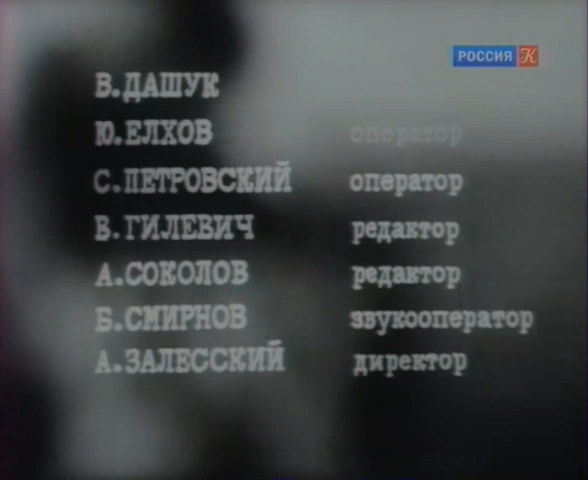 РОССИЯ К
В.ДАШУК
Ю.ЕЛХОВ оператор
С.ПЕТРОВСКИЙ оператор
В.ГИЛЕВИЧ редактор
А.СОКОЛОВ редактор
Б.СМИРНОВ звукооператор
А.ЗАЛЕССКИЙ директор